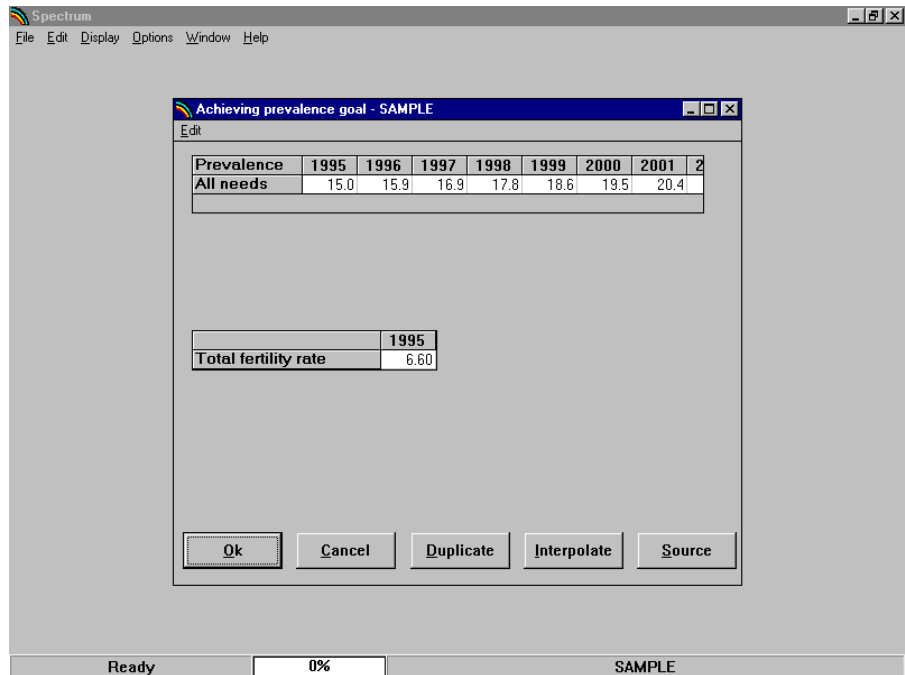 Spectrum
File Edit Display Options Window Help
Achieving prevalence goal - SAMPLE
Edit
Prevalence 1995 1996 1997 1998 1999 2000 2001 2
All needs 15.0 15.9 16.9 17.8 18.6 19.5 20.4
1995
Total fertility rate 6.60
Ok Cancel Duplicate Interpolate Source
Ready 0% SAMPLE